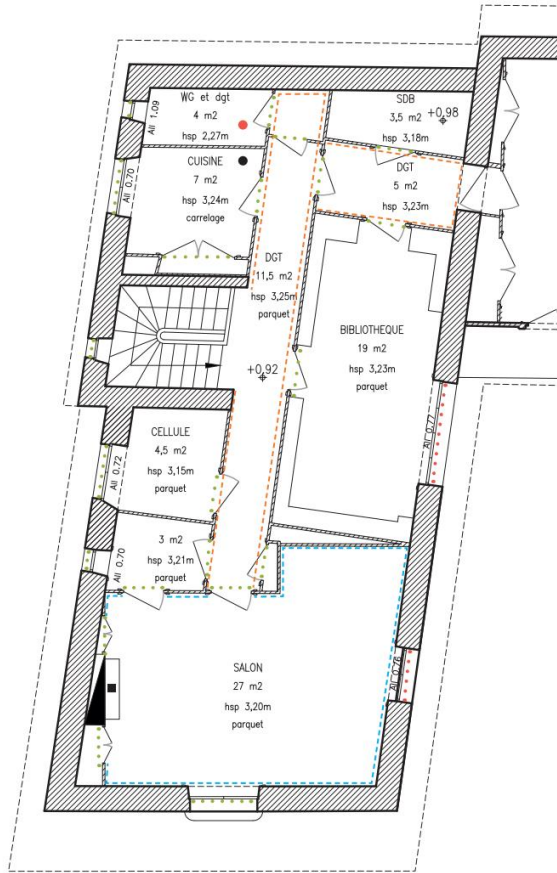 WG et dgt
4 m2
hsp 2,27m
All 1.09
SDB
3,5 m2
+0,98
hsp 3,18m
CUISINE
7 m2
hsp 3,24m
carrelage
All 0.70
DGT
5 m2
hsp 3,23m
DGT
11,5 m2
hsp 3,25m
parquet
+0,92
BIBLIOTHEQUE
19 m2
hsp 3,23m
parquet
All 0.77
CELLULE
4,5 m2
hsp 3,15m
parquet
All 0.72
3 m2
hsp 3,21m
parquet
All 0.70
SALON
27 m2
hsp 3,20m
parquet
All 0.76